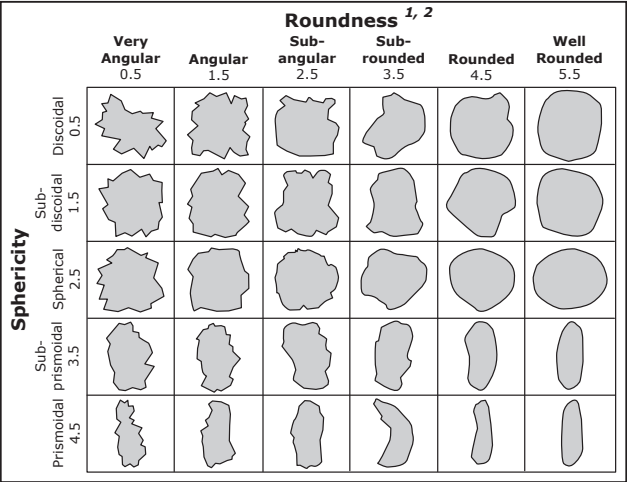 Roundness 1, 2
Very
Angular
0.5
Angular
1.5
Sub-
angular
2.5
Sub-
rounded
3.5
Rounded
4.5
Well
Rounded
5.5
Sphericity
Discoidal
0.5
Sub-
discoidal
1.5
Spherical
2.5
Sub-
prismoidal
3.5
Prismoidal
4.5